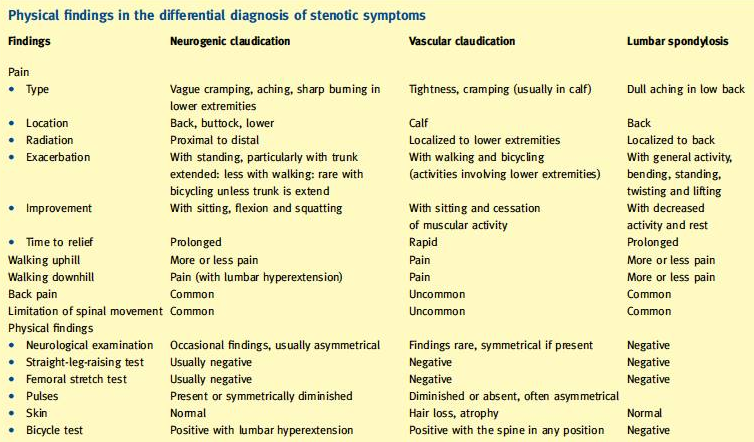 Physical findings in the differential diagnosis of stenotic symptoms
Findings Neurogenic claudication Vascular claudication Lumbar spondylosis
Pain
• Type Vague cramping, aching, sharp burning in Tightness, cramping (usually in calf) Dull aching in low back
lower extremities
• Location Back, buttock, lower Calf Back
• Radiation Proximal to distal Localized to lower extremities Localized to back
• Exacerbation With standing, particularly with trunk With walking and bicycling With general activity,
extended: less with walking: rare with (activities involving lower extremities) bending, standing,
bicycling unless trunk is extend twisting and lifting
• Improvement With sitting, flexion and squatting With sitting and cessation With decreased
of muscular activity activity and rest
• Time to relief Prolonged Rapid Prolonged
Walking uphill More or less pain Pain More or less pain
Walking downhill Pain (with lumbar hyperextension) Pain More or less pain
Back pain Common Uncommon Common
Limitation of spinal movement Common Uncommon Common
Physical findings
• Neurological examination Occasional findings, usually asymmetrical Findings rare, symmetrical if present Negative
• Straight-leg-raising test Usually negative Negative Negative
• Femoral stretch test Usually negative Negative Negative
• Pulses Present or symmetrically diminished Diminished or absent, often asymmetrical
• Skin Normal Hair loss, atrophy Normal
• Bicycle test Positive with lumbar hyperextension Positive with the spine in any position Negative